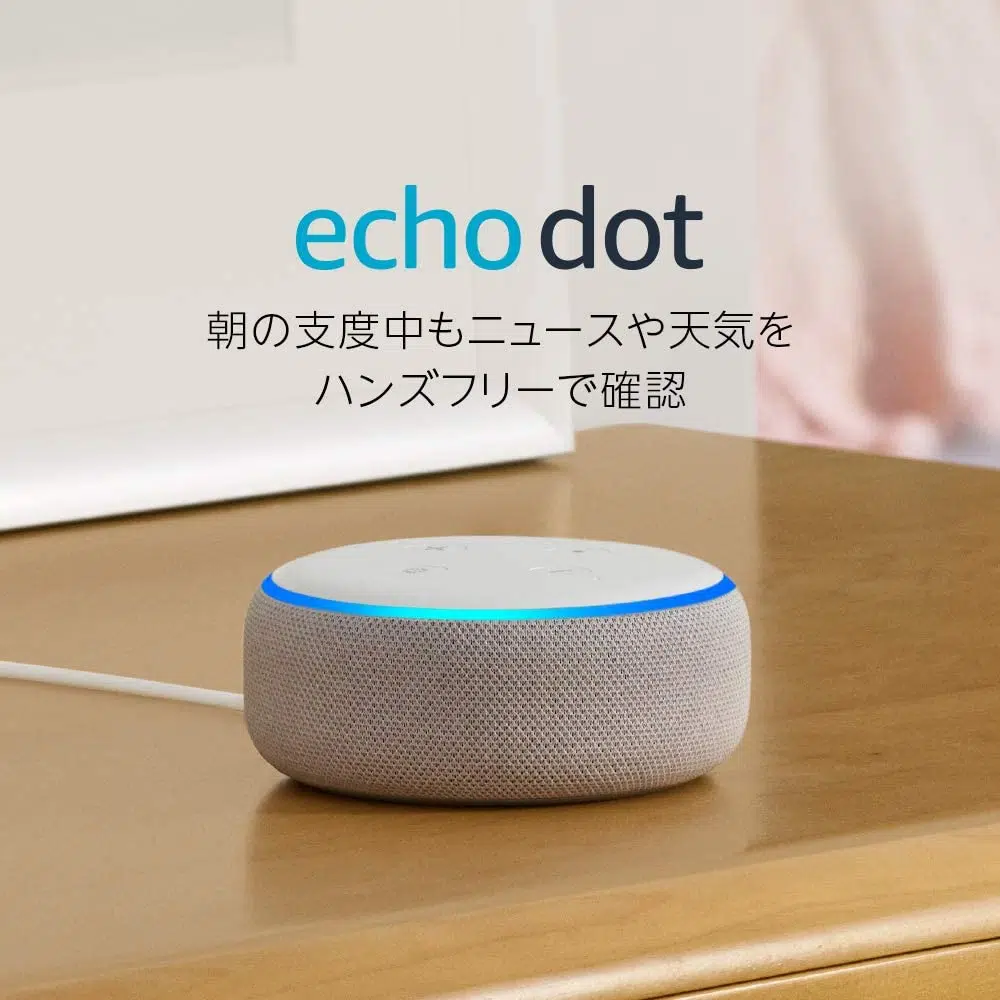 echo dot
朝の支度中もニュースや天気を
ハンズフリーで確認